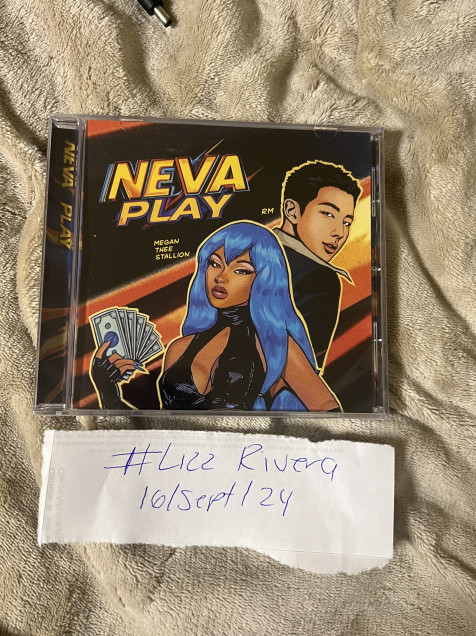 NEVA PLAY
NEVA
PLAY
RM
MEGAN
THEE
STALLION
#Lizz Rivera
16/Sept/24